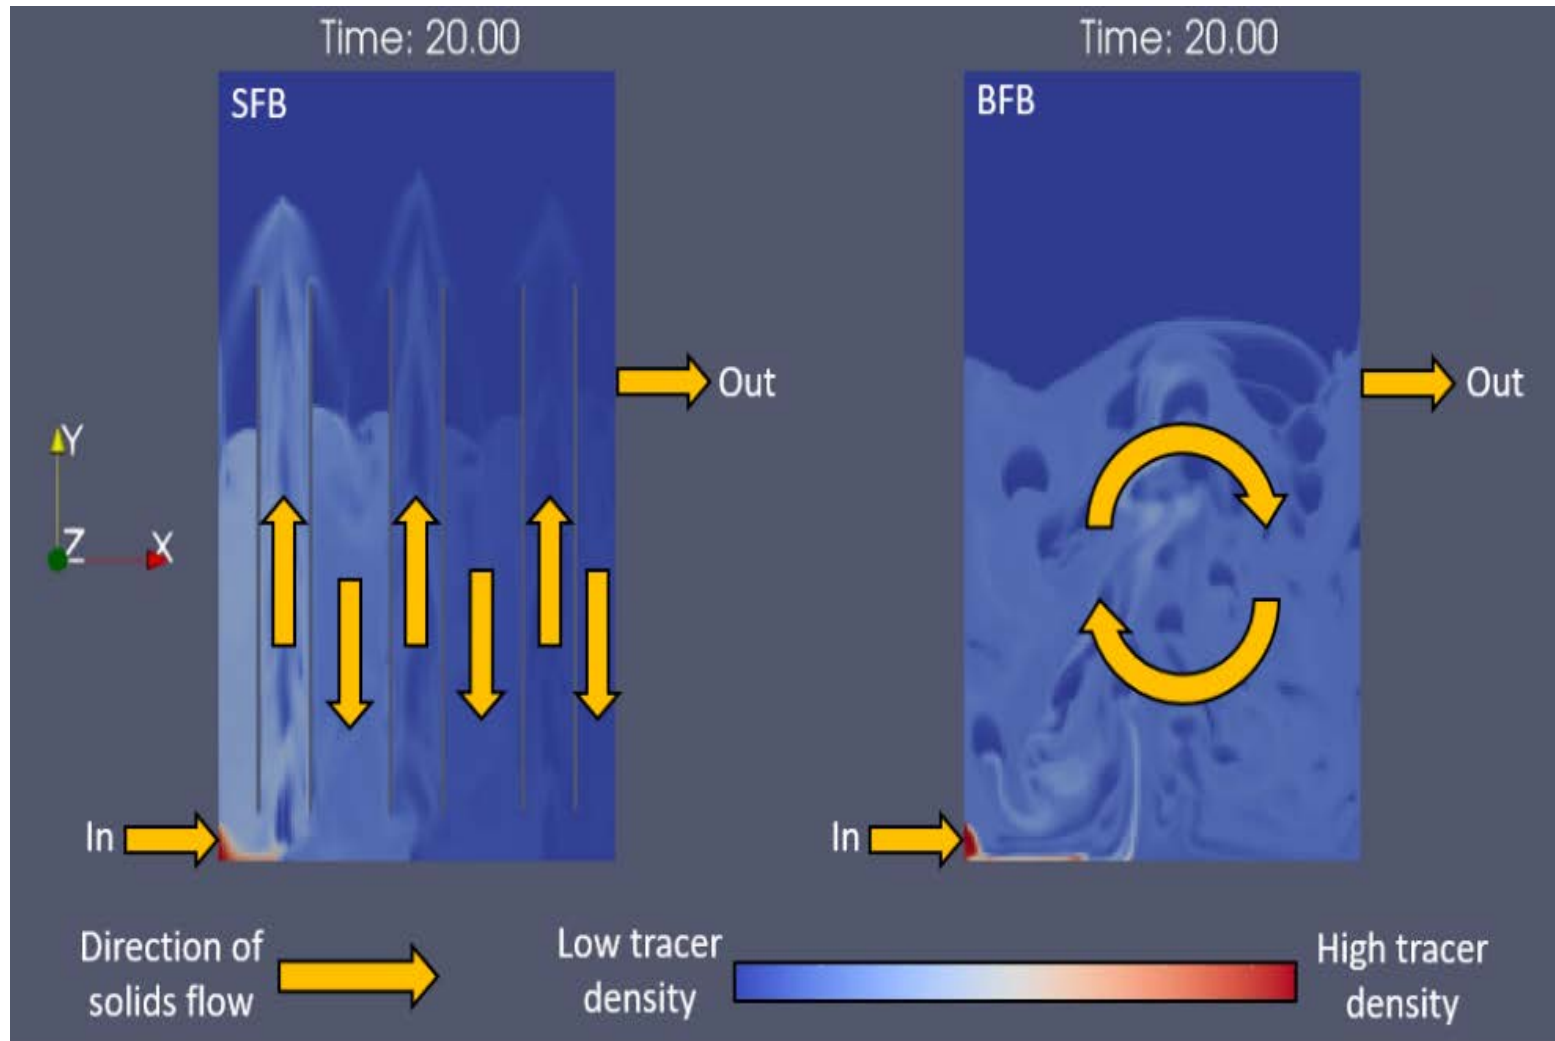 Time: 20.00
Time: 20.00
SFB
BFB
Out
Out
Y
Z
X
In
In
Direction of
solids flow
Low tracer
density
High tracer
density